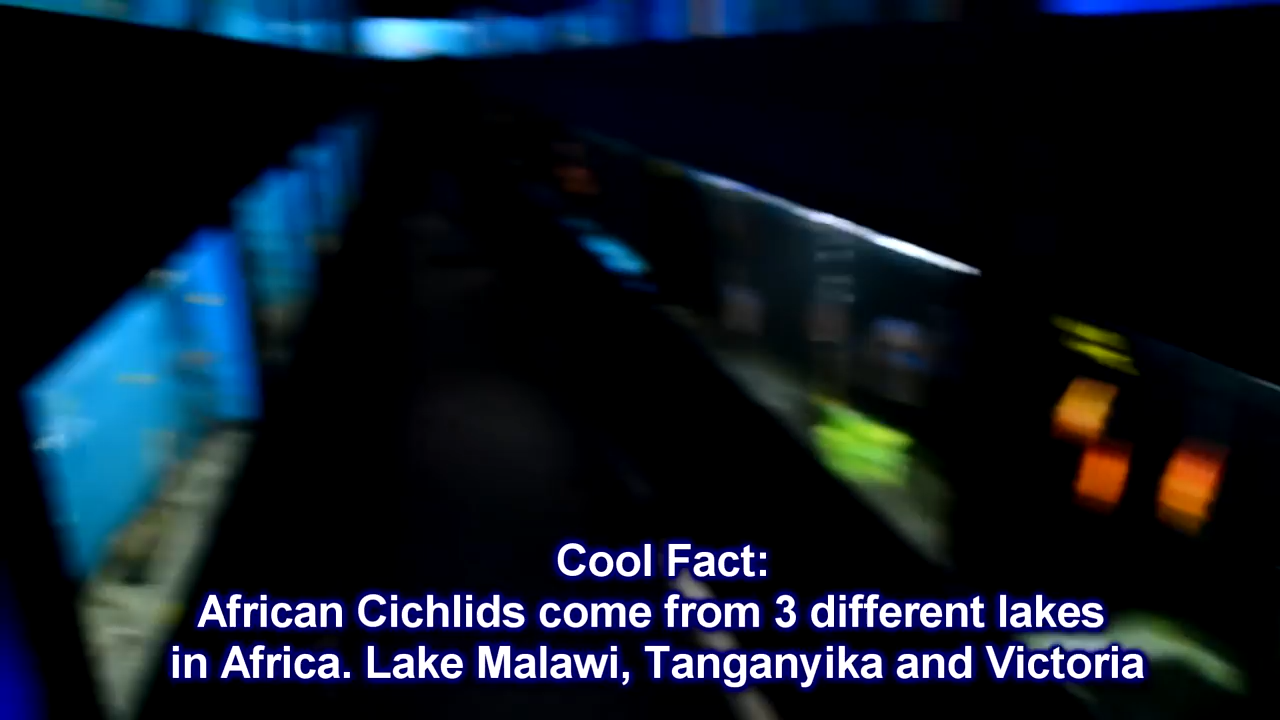 Cool Fact:
African Cichlids come from 3 different lakes
in Africa. Lake Malawi, Tanganyika and Victoria